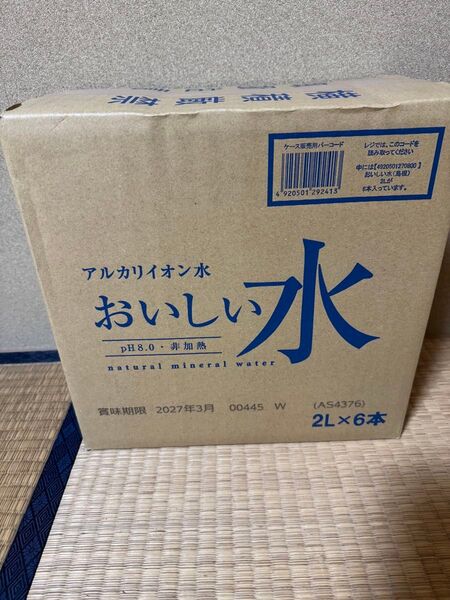 ケース販売用バーコード
4 920501 292413
レジでは、このコードを
読み取ってください
中には【4920501270800】
おいしい水(島根)
2Lが
6本入っています。
アルカリイオン水
おいしい水
pH8.0・非加熱
natural mineral water
賞味期限 2027年3月 00445 W (AS4376)
2L×6本